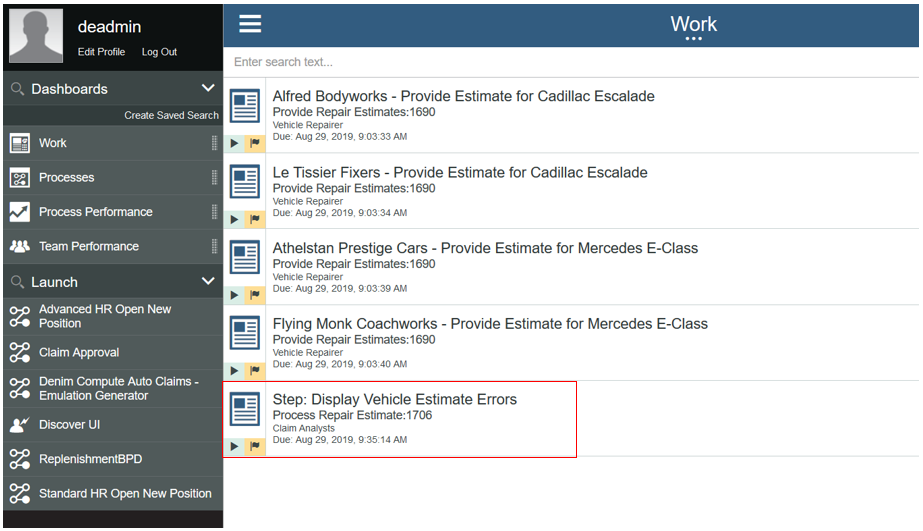 deadmin
Edit Profile Log Out
Dashboards
Create Saved Search
Work
Processes
Process Performance
Team Performance
Launch
Advanced HR Open New
Position
Claim Approval
Denim Compute Auto Claims -
Emulation Generator
Discover UI
ReplenishmentBPD
Standard HR Open New Position
Work
Enter search text...
Alfred Bodyworks - Provide Estimate for Cadillac Escalade
Provide Repair Estimates:1690
Vehicle Repairer
Due: Aug 29, 2019, 9:03:33 AM
Le Tissier Fixers - Provide Estimate for Cadillac Escalade
Provide Repair Estimates:1690
Vehicle Repairer
Due: Aug 29, 2019, 9:03:34 AM
Athelstan Prestige Cars - Provide Estimate for Mercedes E-Class
Provide Repair Estimates:1690
Vehicle Repairer
Due: Aug 29, 2019, 9:03:39 AM
Flying Monk Coachworks - Provide Estimate for Mercedes E-Class
Provide Repair Estimates:1690
Vehicle Repairer
Due: Aug 29, 2019, 9:03:40 AM
Step: Display Vehicle Estimate Errors
Process Repair Estimate:1706
Claim Analysts
Due: Aug 29, 2019, 9:35:14 AM